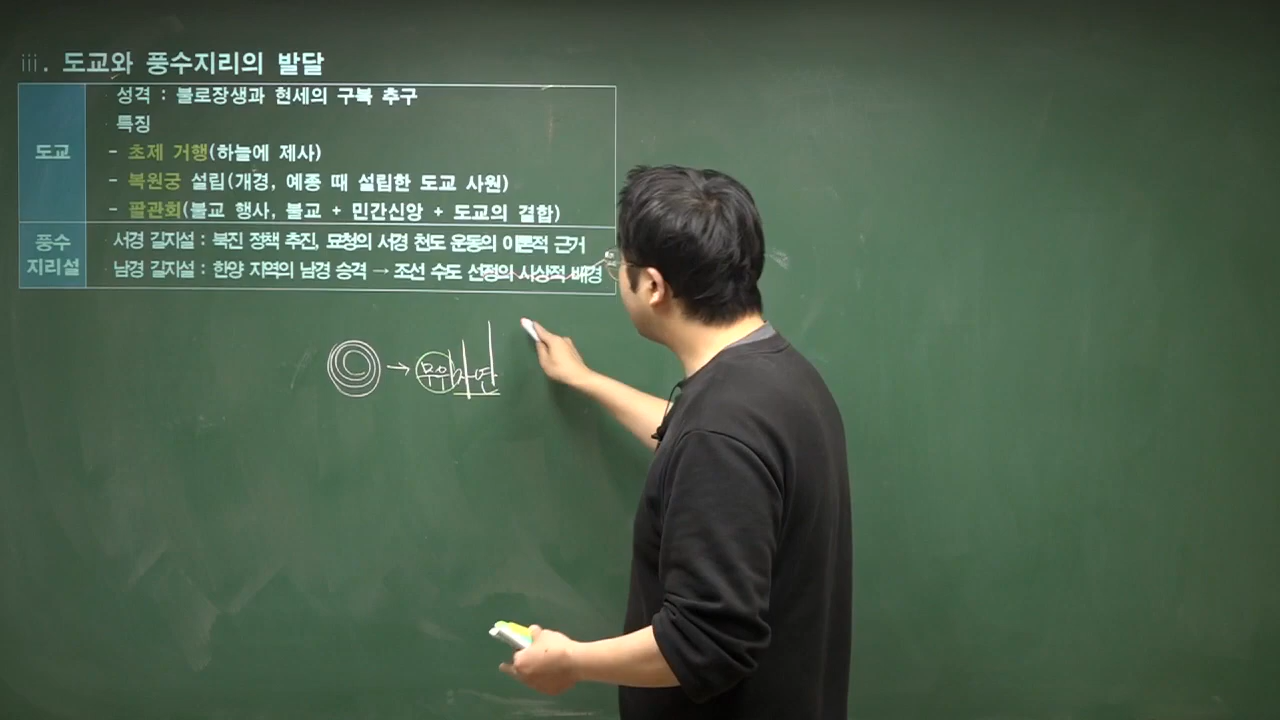 iii. 도교와 풍수지리의 발달
도교
· 성격 : 불로장생과 현세의 구복 추구
· 특징
- 초제 거행(하늘에 제사)
- 복원궁 설립(개경, 예종 때 설립한 도교 사원)
- 팔관회(불교 행사, 불교 + 민간신앙 + 도교의 결합)
풍수
지리설
· 서경 길지설 : 북진 정책 추진, 묘청의 서경 천도 운동의 이론적 근거
· 남경 길지설 : 한양 지역의 남경 승격 → 조선 수도 선정의 사상적 배경
→ 무위자연